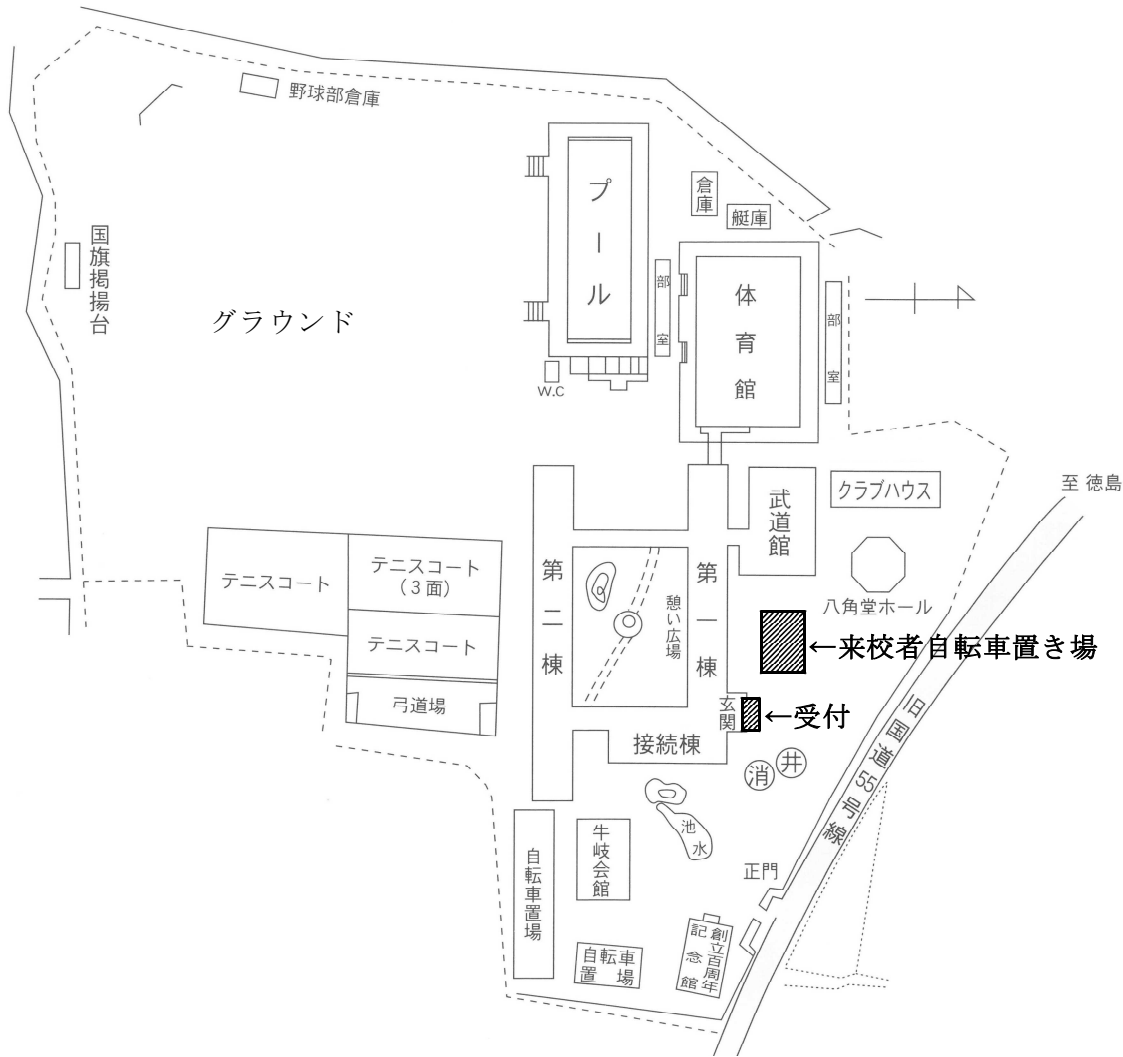 野球部倉庫
国旗掲揚台
グラウンド
プール
倉庫
艇庫
部室
体育館
部室
W.C
至 徳島
クラブハウス
武道館
八角堂ホール
テニスコート
テニスコート
(3面)
テニスコート
弓道場
第二棟
憩い広場
第一棟
←来校者自転車置き場
玄関
←受付
接続棟
消
井
旧国道55号線
池水
牛岐会館
自転車置場
正門
自転車
置場
創立百周年
記念館